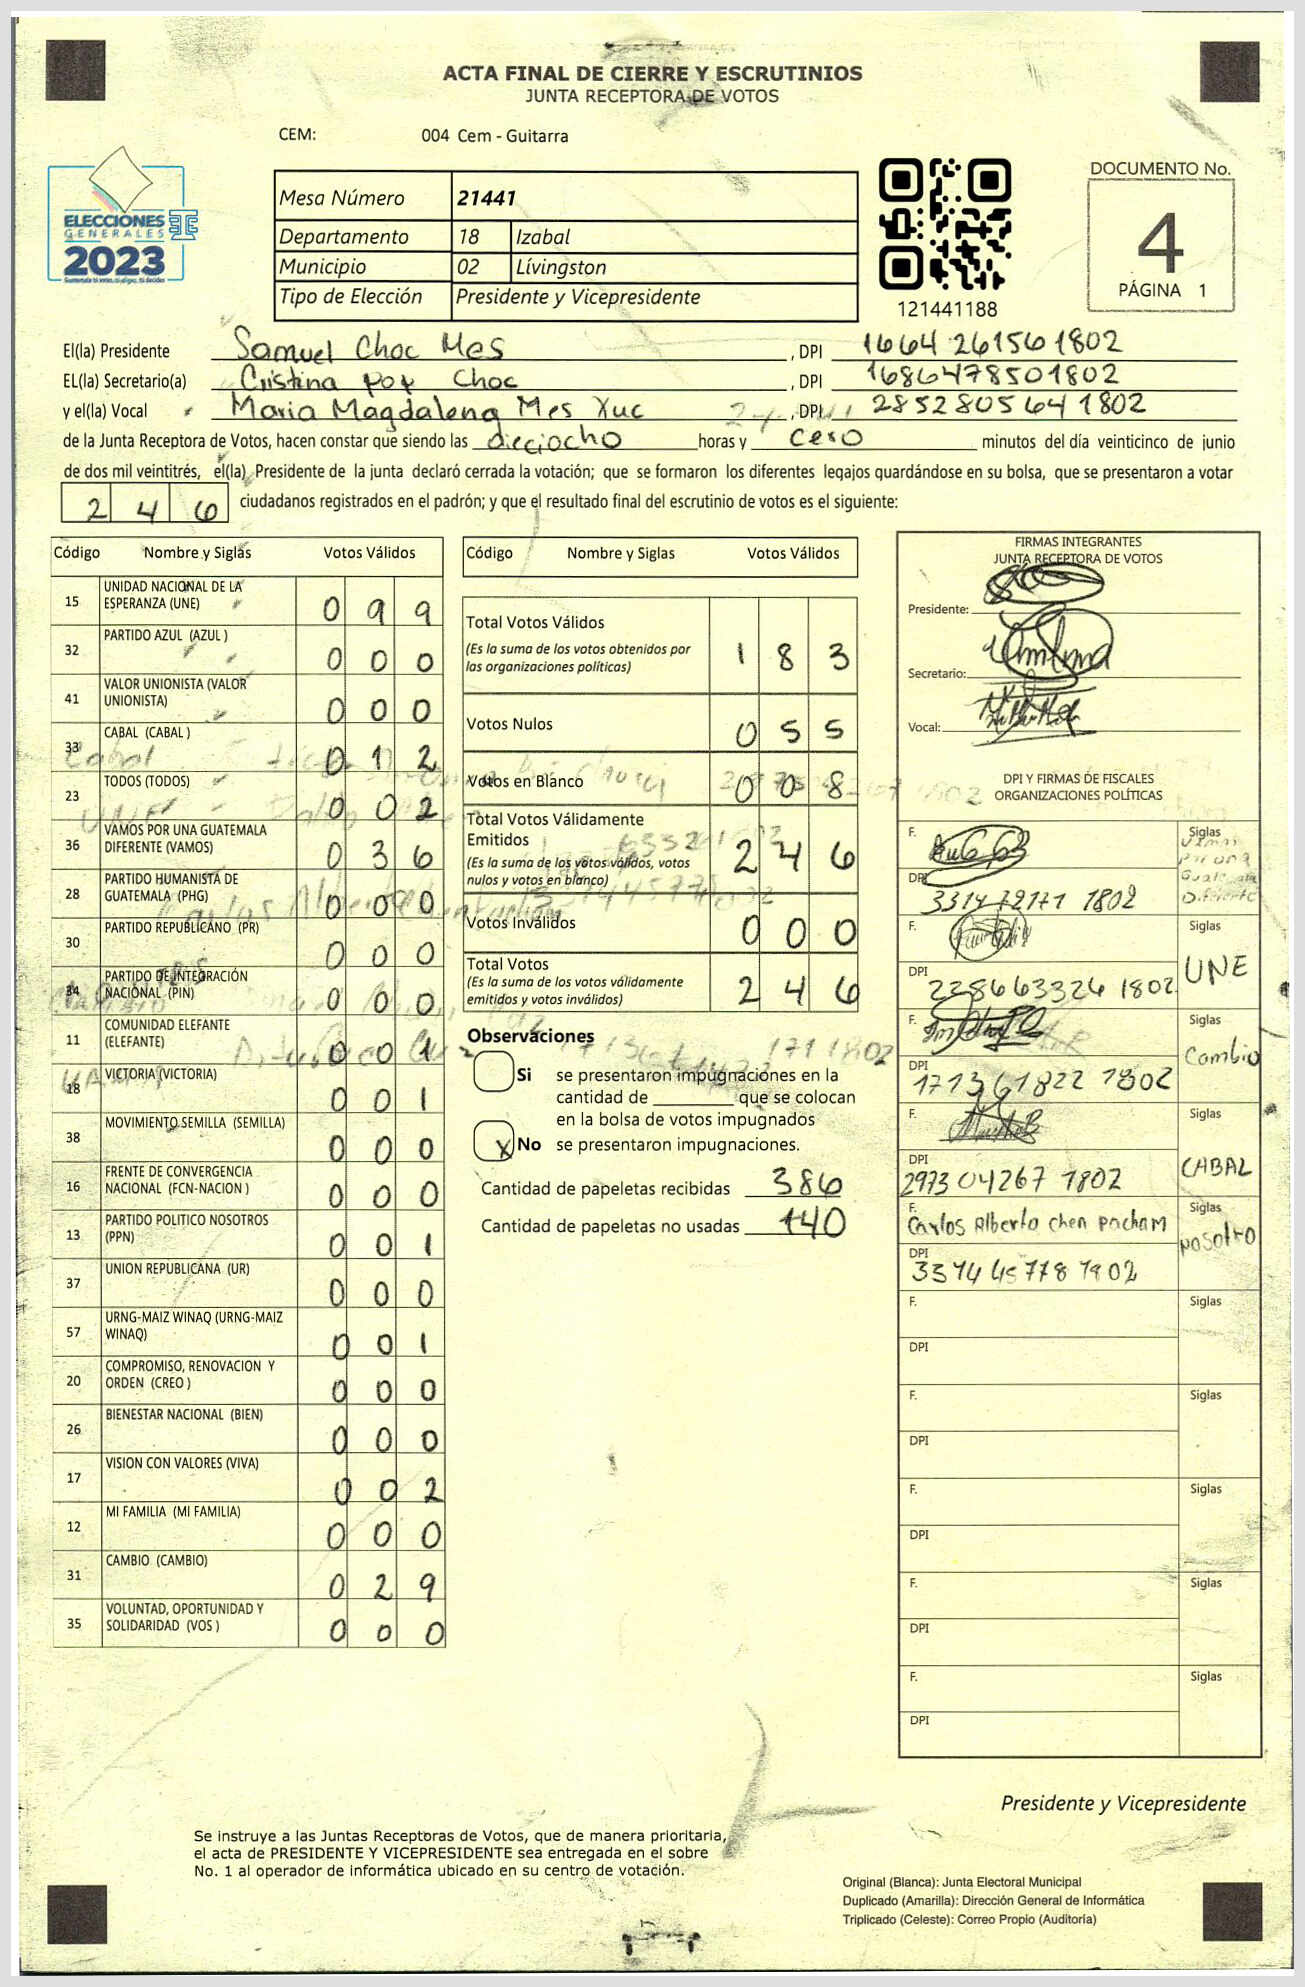 ACTA FINAL DE CIERRE Y ESCRUTINIOS
JUNTA RECEPTORA DE VOTOS
CEM: 004 Cem - Guitarra
ELECCIONES
GENERALES
2023
Mesa Número 21441
Departamento 18 Izabal
Municipio 02 Lívingston
Tipo de Elección Presidente y Vicepresidente
121441188
DOCUMENTO No.
4
PÁGINA 1
El(la) Presidente Samuel Choc Mes , DPI 1664 26156 1802
EL(la) Secretario(a) Cristina pop Choc , DPI 1686478501802
y el(la) Vocal Maria Magdalena Mes Xuc , DPI 2852805641802
de la Junta Receptora de Votos, hacen constar que siendo las dieciocho horas y cero minutos del día veinticinco de junio
de dos mil veintitrés, el(la) Presidente de la junta declaró cerrada la votación; que se formaron los diferentes legajos guardándose en su bolsa, que se presentaron a votar
2 4 6 ciudadanos registrados en el padrón; y que el resultado final del escrutinio de votos es el siguiente:
Código Nombre y Siglas Votos Válidos
15 UNIDAD NACIONAL DE LA
ESPERANZA (UNE) 0 9 9
32 PARTIDO AZUL (AZUL ) 0 0 0
41 VALOR UNIONISTA (VALOR
UNIONISTA) 0 0 0
33 CABAL (CABAL ) 0 1 2
23 TODOS (TODOS) 0 0 2
36 VAMOS POR UNA GUATEMALA
DIFERENTE (VAMOS) 0 3 6
28 PARTIDO HUMANISTA DE
GUATEMALA (PHG) 0 0 0
30 PARTIDO REPUBLICANO (PR) 0 0 0
34 PARTIDO DE INTEGRACIÓN
NACIONAL (PIN) 0 0 0
11 COMUNIDAD ELEFANTE
(ELEFANTE) 0 0 1
18 VICTORIA (VICTORIA) 0 0 1
38 MOVIMIENTO SEMILLA (SEMILLA) 0 0 0
16 FRENTE DE CONVERGENCIA
NACIONAL (FCN-NACION ) 0 0 0
13 PARTIDO POLITICO NOSOTROS
(PPN) 0 0 1
37 UNION REPUBLICANA (UR) 0 0 0
57 URNG-MAIZ WINAQ (URNG-MAIZ
WINAQ) 0 0 1
20 COMPROMISO, RENOVACION Y
ORDEN (CREO ) 0 0 0
26 BIENESTAR NACIONAL (BIEN) 0 0 0
17 VISION CON VALORES (VIVA) 0 0 2
12 MI FAMILIA (MI FAMILIA) 0 0 0
31 CAMBIO (CAMBIO) 0 2 9
35 VOLUNTAD, OPORTUNIDAD Y
SOLIDARIDAD (VOS ) 0 0 0
Código Nombre y Siglas Votos Válidos
Total Votos Válidos 1 8 3
(Es la suma de los votos obtenidos por
las organizaciones políticas)
Votos Nulos 0 5 5
Votos en Blanco 0 0 8
Total Votos Válidamente
Emitidos 2 4 6
(Es la suma de los votos válidos, votos
nulos y votos en blanco)
Votos Inválidos 0 0 0
Total Votos 2 4 6
(Es la suma de los votos válidamente
emitidos y votos inválidos)
Observaciones
Si se presentaron impugnaciones en la
cantidad de que se colocan
en la bolsa de votos impugnados
X No se presentaron impugnaciones.
Cantidad de papeletas recibidas 386
Cantidad de papeletas no usadas 140
FIRMAS INTEGRANTES
JUNTA RECEPTORA DE VOTOS
Presidente:
Secretario:
Vocal:
DPI Y FIRMAS DE FISCALES
ORGANIZACIONES POLÍTICAS
F. Siglas
DPI 1802
F. Siglas UNE
DPI 228663326 1802
F. Siglas Cambio
DPI 171361822 1802
F. Siglas CABAL
DPI 2973 04267 1802
F. Carlos Alberto chen pacham Siglas nosotro
DPI 3314457781802
F. Siglas
DPI
F. Siglas
DPI
F. Siglas
DPI
F. Siglas
DPI
F. Siglas
DPI
Presidente y Vicepresidente
Se instruye a las Juntas Receptoras de Votos, que de manera prioritaria,
el acta de PRESIDENTE Y VICEPRESIDENTE sea entregada en el sobre
No. 1 al operador de informática ubicado en su centro de votación.
Original (Blanca): Junta Electoral Municipal
Duplicado (Amarilla): Dirección General de Informática
Triplicado (Celeste): Correo Propio (Auditoría)